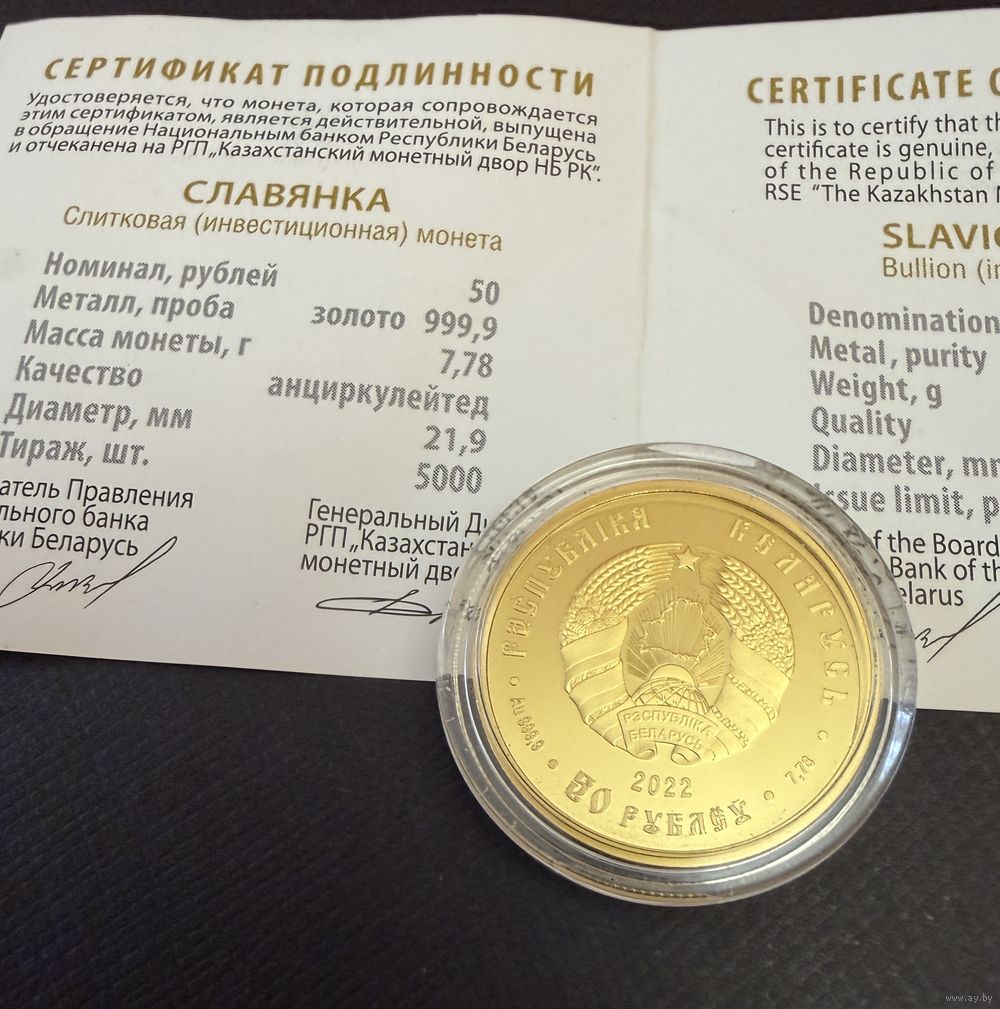 СЕРТИФИКАТ ПОДЛИННОСТИ
Удостоверяется, что монета, которая сопровождается
этим сертификатом, является действительной, выпущена
в обращение Национальным банком Республики Беларусь
и отчеканена на РГП „Казахстанский монетный двор НБ РК”.
СЛАВЯНКА
Слитковая (инвестиционная) монета
Номинал, рублей 50
Металл, проба золото 999,9
Масса монеты, г 7,78
Качество анциркулейтед
Диаметр, мм 21,9
Тираж, шт. 5000
атель Правления
льного банка
ки Беларусь
Генеральный Ди
РГП „Казахстан
монетный дво
CERTIFICATE O
This is to certify that th
certificate is genuine,
of the Republic of
RSE “The Kazakhstan M
SLAVIC
Bullion (in
Denomination
Metal, purity
Weight, g
Quality
Diameter, mm
Issue limit, p
f the Board
Bank of the
elarus
РЭСПУБЛІКА БЕЛАРУСЬ
РЭСПУБЛІКА
БЕЛАРУСЬ
Au 999,9
2022
7,78
50 РУБЛЁЎ
www.ay.by